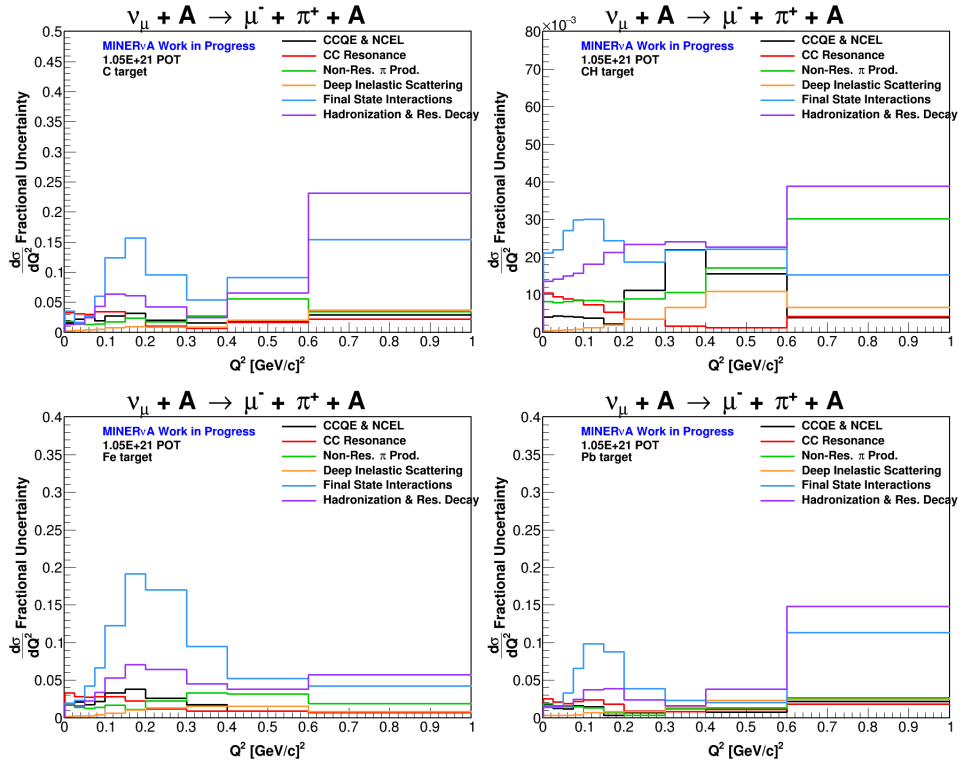 νμ + A → μ- + π+ + A
MINERνA Work in Progress
1.05E+21 POT
C target
CCQE & NCEL
CC Resonance
Non-Res. π Prod.
Deep Inelastic Scattering
Final State Interactions
Hadronization & Res. Decay
dσ/dQ² Fractional Uncertainty
0.5
0.45
0.4
0.35
0.3
0.25
0.2
0.15
0.1
0.05
0
0 0.1 0.2 0.3 0.4 0.5 0.6 0.7 0.8 0.9 1
Q² [GeV/c]²
νμ + A → μ- + π+ + A
×10⁻³
MINERνA Work in Progress
1.05E+21 POT
CH target
CCQE & NCEL
CC Resonance
Non-Res. π Prod.
Deep Inelastic Scattering
Final State Interactions
Hadronization & Res. Decay
dσ/dQ² Fractional Uncertainty
80
70
60
50
40
30
20
10
0
0 0.1 0.2 0.3 0.4 0.5 0.6 0.7 0.8 0.9 1
Q² [GeV/c]²
νμ + A → μ- + π+ + A
MINERνA Work in Progress
1.05E+21 POT
Fe target
CCQE & NCEL
CC Resonance
Non-Res. π Prod.
Deep Inelastic Scattering
Final State Interactions
Hadronization & Res. Decay
dσ/dQ² Fractional Uncertainty
0.4
0.35
0.3
0.25
0.2
0.15
0.1
0.05
0
0 0.1 0.2 0.3 0.4 0.5 0.6 0.7 0.8 0.9 1
Q² [GeV/c]²
νμ + A → μ- + π+ + A
MINERνA Work in Progress
1.05E+21 POT
Pb target
CCQE & NCEL
CC Resonance
Non-Res. π Prod.
Deep Inelastic Scattering
Final State Interactions
Hadronization & Res. Decay
dσ/dQ² Fractional Uncertainty
0.4
0.35
0.3
0.25
0.2
0.15
0.1
0.05
0
0 0.1 0.2 0.3 0.4 0.5 0.6 0.7 0.8 0.9 1
Q² [GeV/c]²